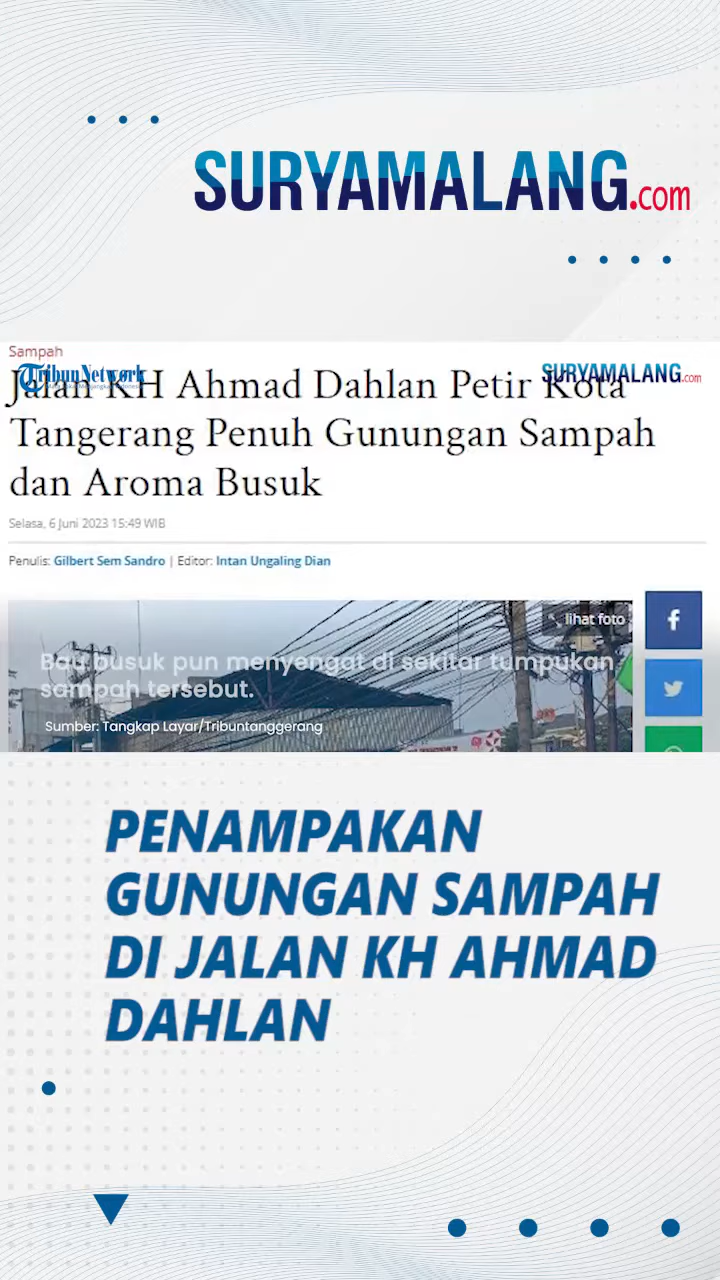 SURYAMALANG.com
Sampah
Tribun Network
SURYAMALANG.com
Jalan KH Ahmad Dahlan Petir Kota
Tangerang Penuh Gunungan Sampah
dan Aroma Busuk
Selasa, 6 Juni 2023 15:49 WIB
Penulis: Gilbert Sem Sandro | Editor: Intan Ungaling Dian
lihat foto
Bau busuk pun menyengat di sekitar tumpukan
sampah tersebut.
Sumber: Tangkap Layar/Tribuntanggerang
PENAMPAKAN
GUNUNGAN SAMPAH
DI JALAN KH AHMAD
DAHLAN